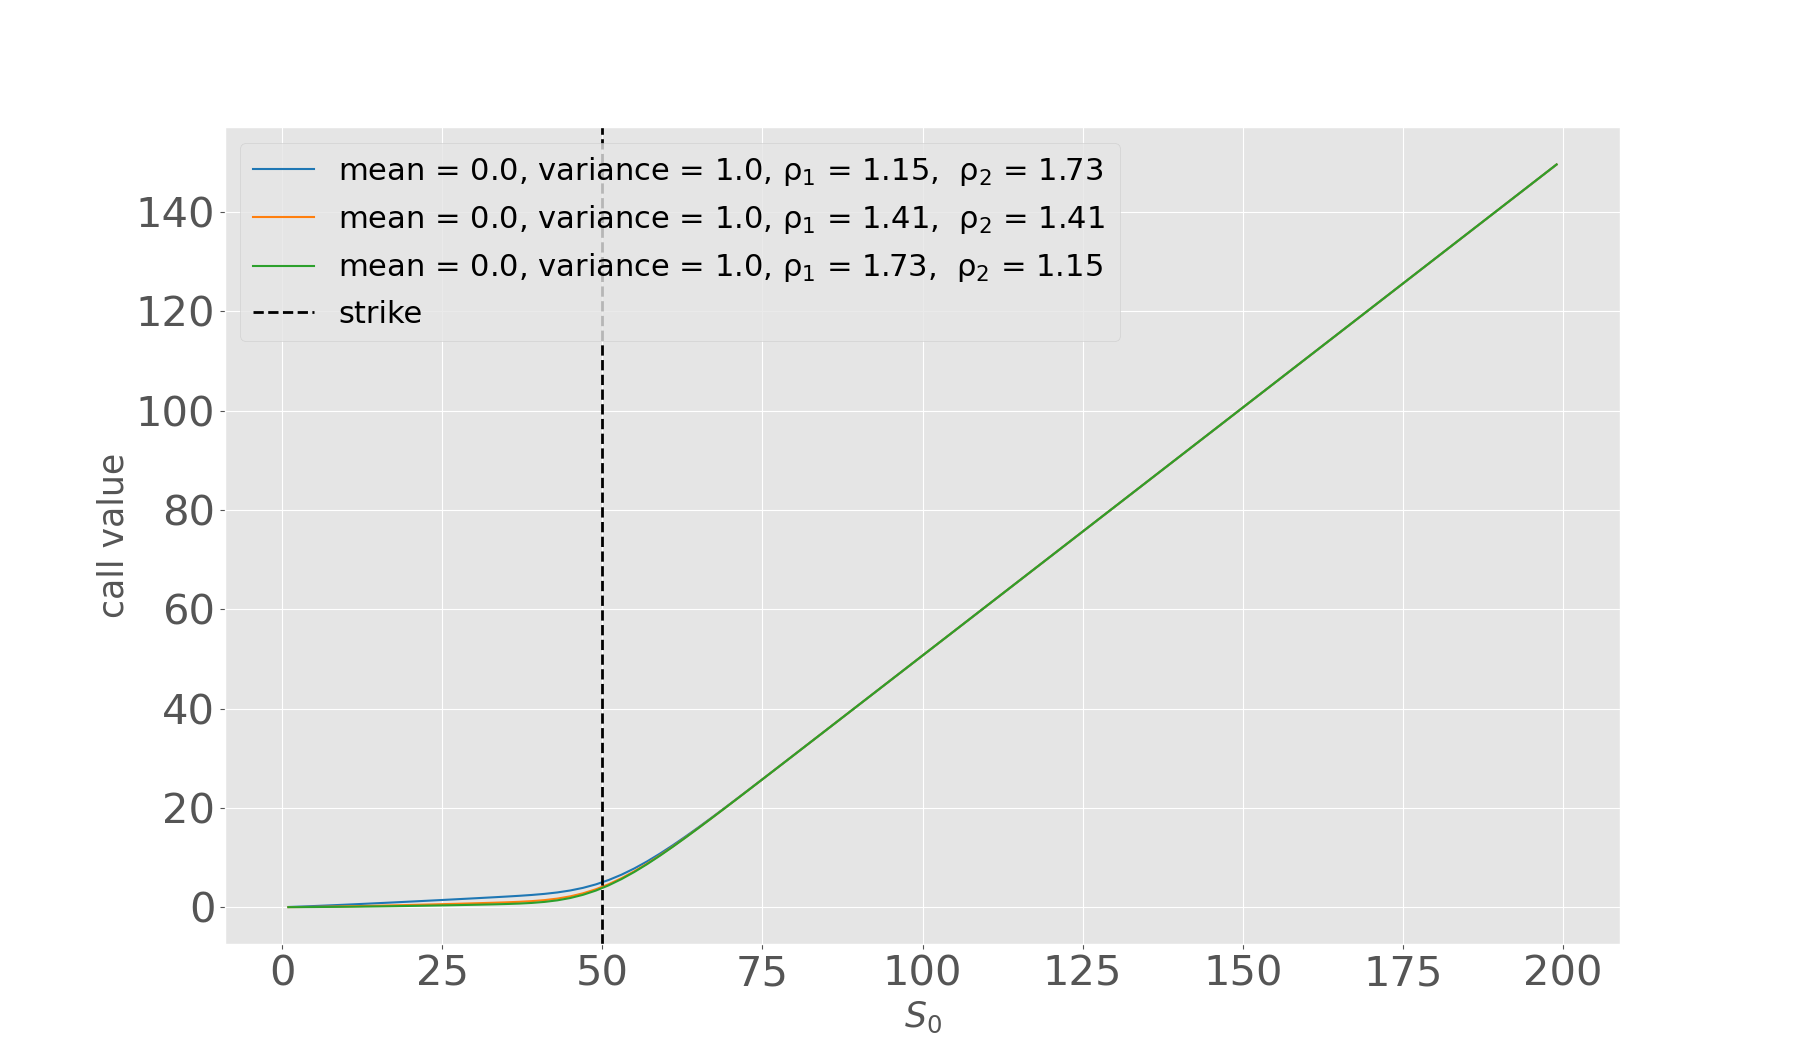 mean = 0.0, variance = 1.0, ρ₁ = 1.15,  ρ₂ = 1.73
mean = 0.0, variance = 1.0, ρ₁ = 1.41,  ρ₂ = 1.41
mean = 0.0, variance = 1.0, ρ₁ = 1.73,  ρ₂ = 1.15
strike
140
120
100
80
60
40
20
0
call value
0 25 50 75 100 125 150 175 200
S₀